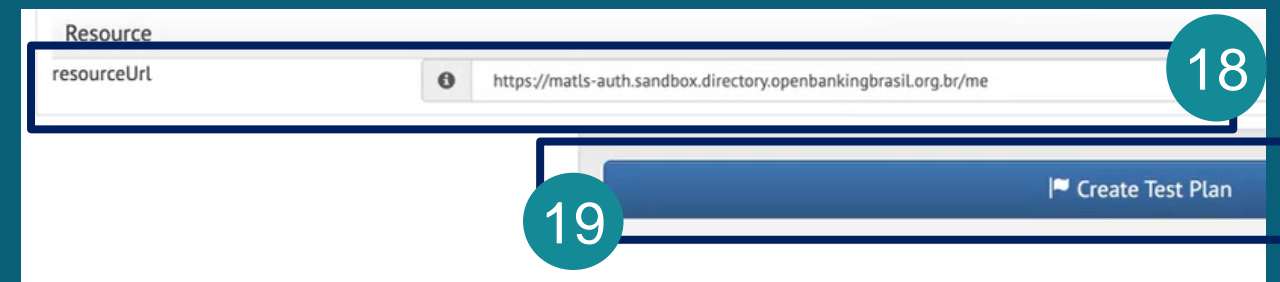 Resource
resourceUrl
https://matls-auth.sandbox.directory.openbankingbrasil.org.br/me
18
Create Test Plan
19